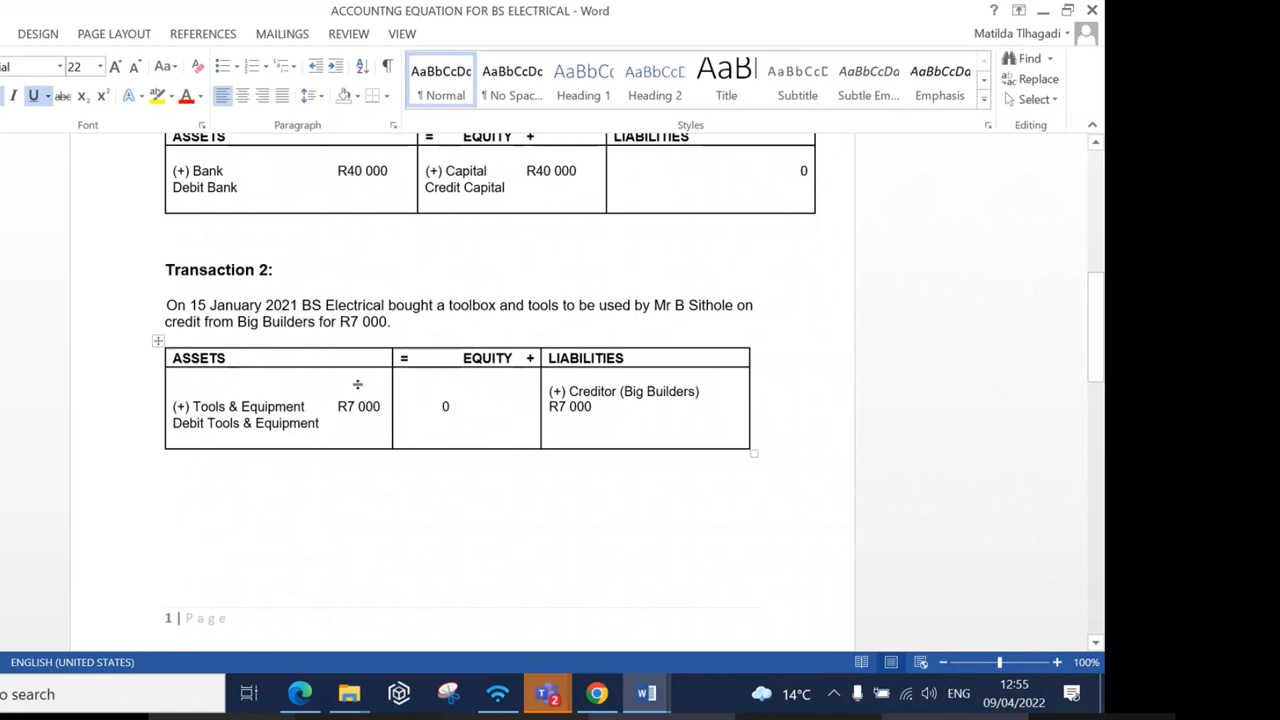 ACCOUNTNG EQUATION FOR BS ELECTRICAL - Word
DESIGN PAGE LAYOUT REFERENCES MAILINGS REVIEW VIEW
Matilda Tlhagadi
ial 22 Aa
AaBbCcDc AaBbCcDc AaBbCc AaBbCcD AaBb AaBbCcD AaBbCcDa AaBbCcDa
¶ Normal ¶ No Spac... Heading 1 Heading 2 Title Subtitle Subtle Em... Emphasis
Find
Replace
Select
Font Paragraph Styles Editing
ASSETS = EQUITY + LIABILITIES
(+) Bank R40 000 (+) Capital R40 000 0
Debit Bank Credit Capital
Transaction 2:
On 15 January 2021 BS Electrical bought a toolbox and tools to be used by Mr B Sithole on
credit from Big Builders for R7 000.
ASSETS = EQUITY + LIABILITIES
(+) Creditor (Big Builders)
(+) Tools & Equipment R7 000 0 R7 000
Debit Tools & Equipment
1 | Page
ENGLISH (UNITED STATES) 100%
o search
14°C ENG
12:55
09/04/2022